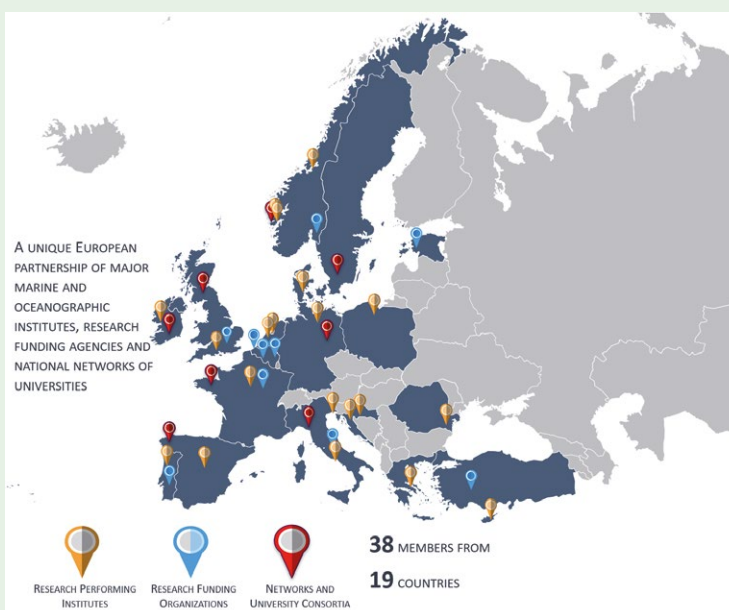 A UNIQUE EUROPEAN
PARTNERSHIP OF MAJOR
MARINE AND
OCEANOGRAPHIC
INSTITUTES, RESEARCH
FUNDING AGENCIES AND
NATIONAL NETWORKS OF
UNIVERSITIES
RESEARCH PERFORMING
INSTITUTES
RESEARCH FUNDING
ORGANIZATIONS
NETWORKS AND
UNIVERSITY CONSORTIA
38 MEMBERS FROM
19 COUNTRIES